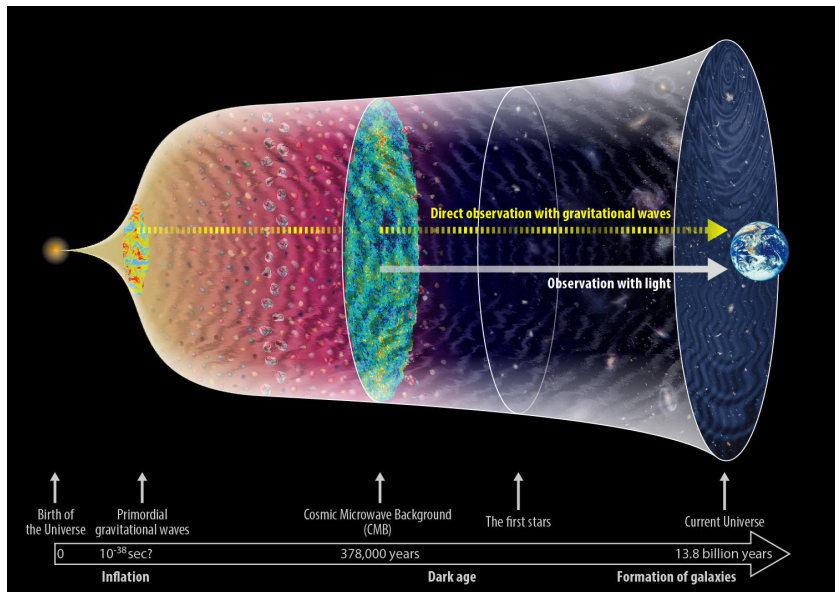 Direct observation with gravitational waves
Observation with light
Birth of
the Universe
Primordial
gravitational waves
Cosmic Microwave Background
(CMB)
The first stars
Current Universe
0
10⁻³⁸ sec?
378,000 years
13.8 billion years
Inflation
Dark age
Formation of galaxies